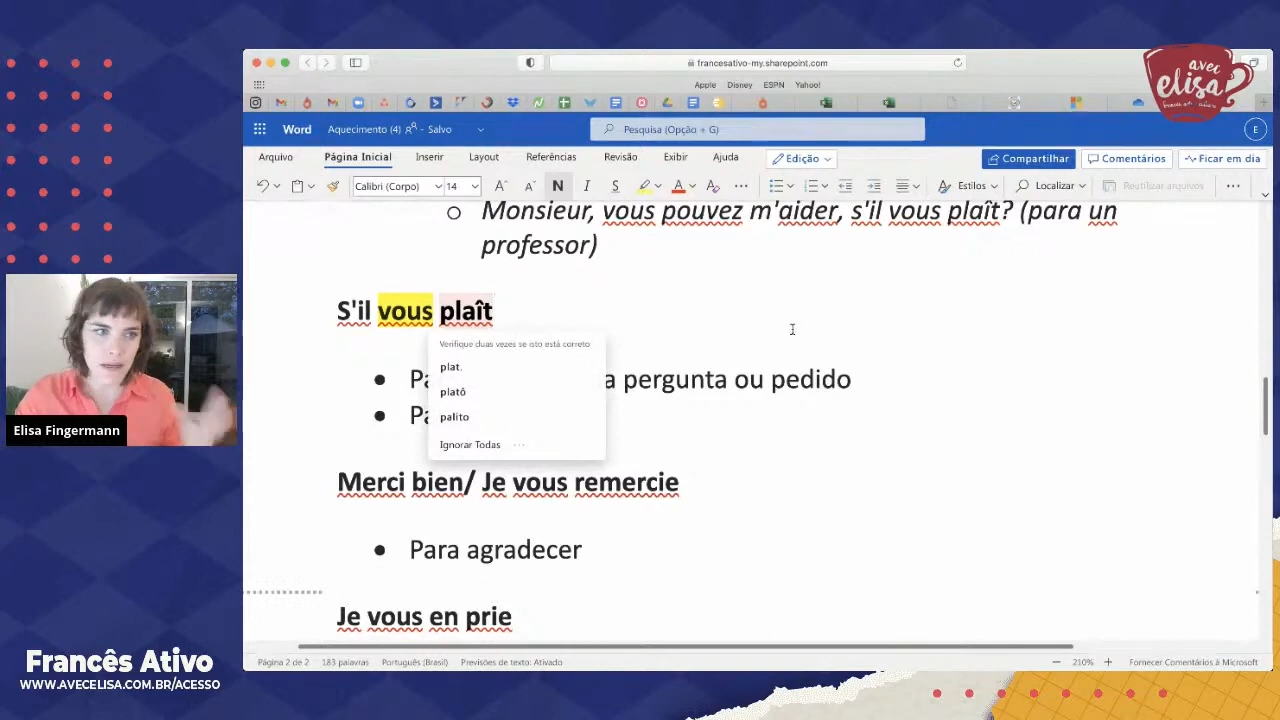 francesativo-my.sharepoint.com
Apple Disney ESPN Yahoo!
avec
elisa
Word Aquecimento (4) - Salvo Pesquisa (Opção + G) E
Arquivo Página Inicial Inserir Layout Referências Revisão Exibir Ajuda Edição Compartilhar Comentários Ficar em dia
Calibri (Corpo) 14 N I S A Estilos Localizar Reutilizar arquivos
Monsieur, vous pouvez m'aider, s'il vous plaît? (para un
professor)
S'il vous plaît
Verifique duas vezes se isto está correto
plat.
platô
palito
Ignorar Todas
a pergunta ou pedido
Merci bien/ Je vous remercie
Para agradecer
Je vous en prie
Página 2 de 2 183 palavras Português (Brasil) Previsões de texto: Ativado 210% Fornecer Comentários à Microsoft
Elisa Fingermann
Francês Ativo
WWW.AVECELISA.COM.BR/ACESSO